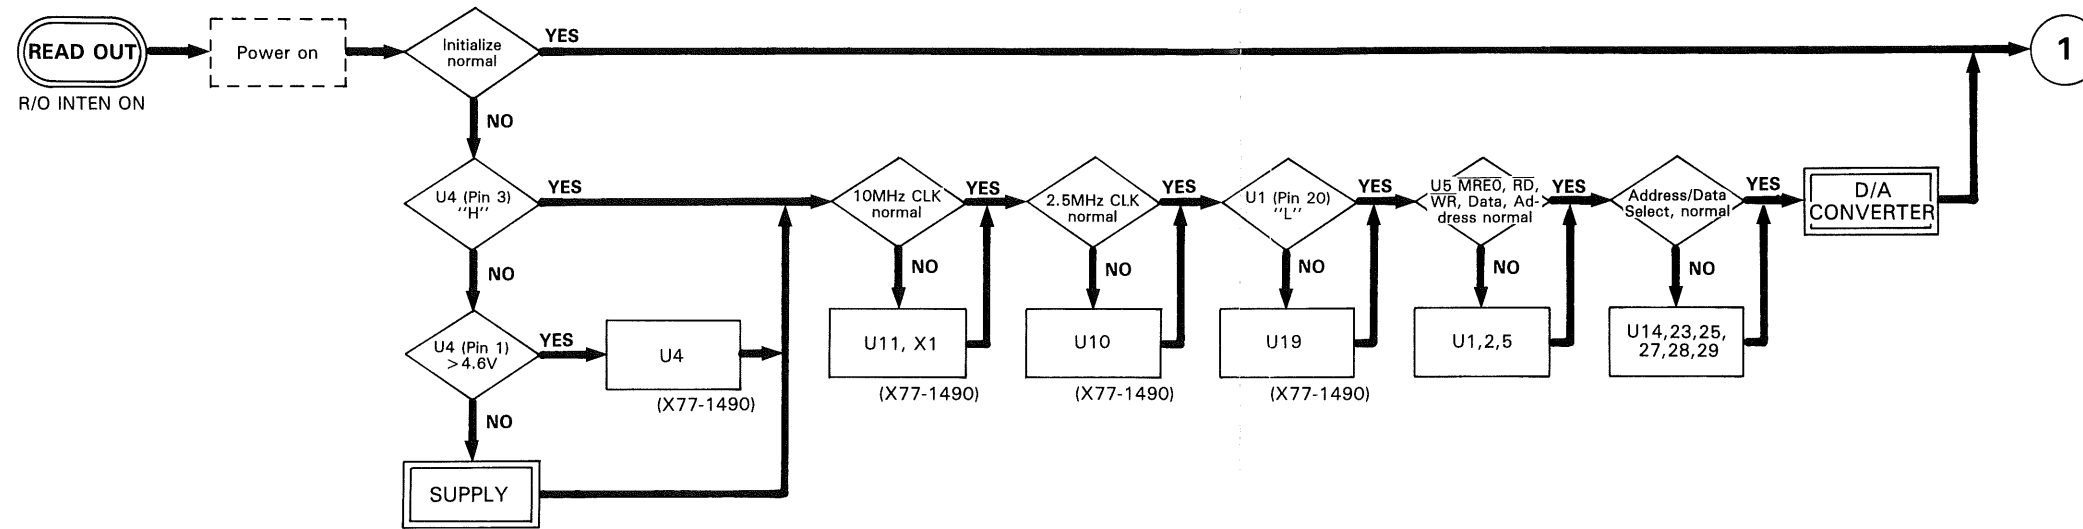 READ OUT
R/O INTEN ON
Power on
Initialize
normal
YES
1
NO
U4 (Pin 3)
"H"
YES
NO
U4 (Pin 1)
>4.6V
YES
U4
(X77-1490)
NO
SUPPLY
10MHz CLK
normal
YES
NO
U11, X1
(X77-1490)
2.5MHz CLK
normal
YES
NO
U10
(X77-1490)
U1 (Pin 20)
"L"
YES
NO
U19
(X77-1490)
U5 MREQ, RD,
WR, Data, Ad-
dress normal
YES
NO
U1,2,5
Address/Data
Select, normal
YES
NO
U14,23,25,
27,28,29
D/A
CONVERTER